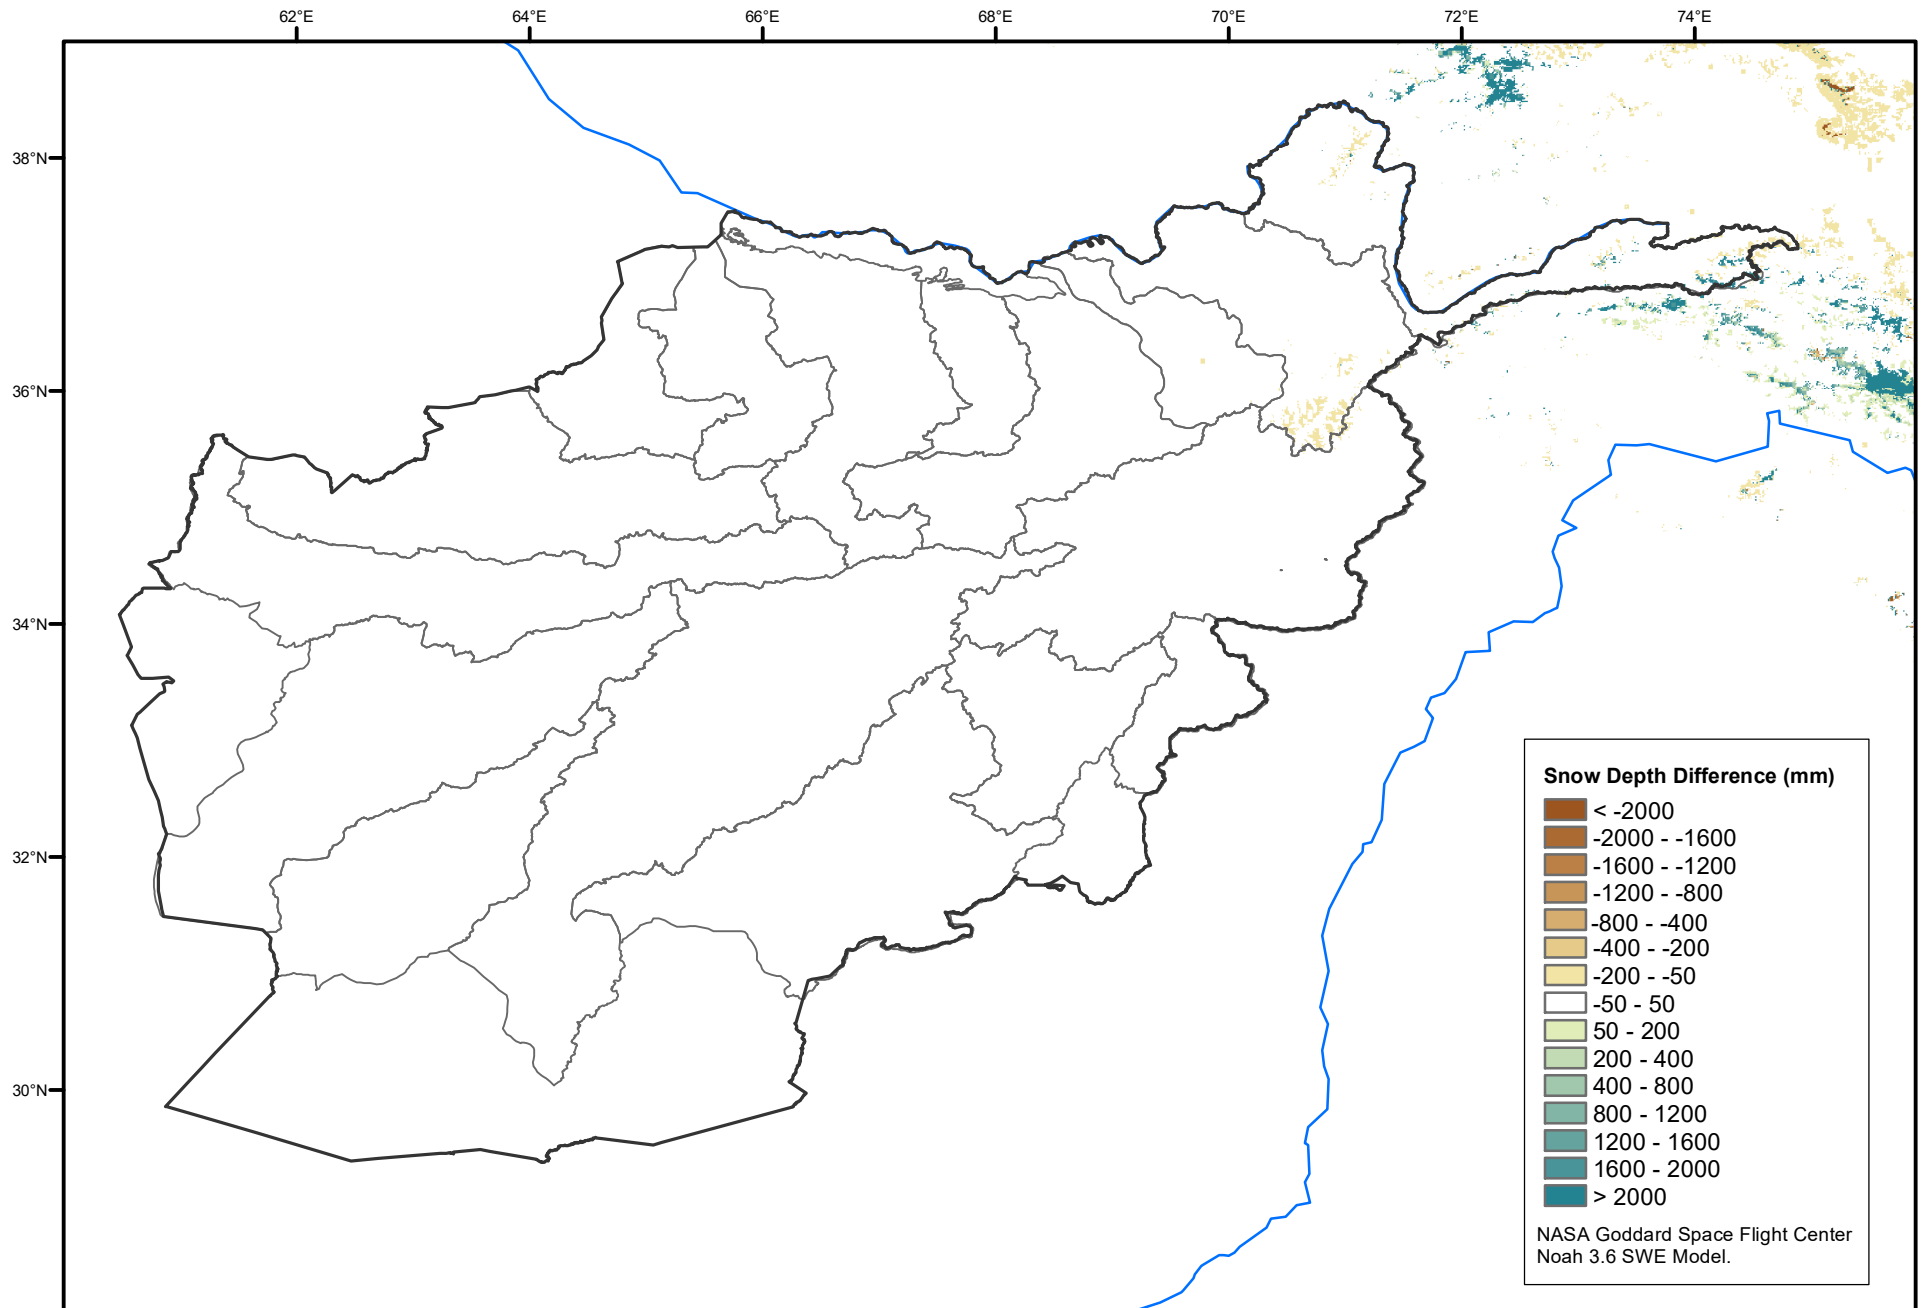 62°E 64°E 66°E 68°E 70°E 72°E 74°E
38°N
36°N
34°N
32°N
30°N
Snow Depth Difference (mm)
< -2000
-2000 - -1600
-1600 - -1200
-1200 - -800
-800 - -400
-400 - -200
-200 - -50
-50 - 50
50 - 200
200 - 400
400 - 800
800 - 1200
1200 - 1600
1600 - 2000
> 2000
NASA Goddard Space Flight Center
Noah 3.6 SWE Model.